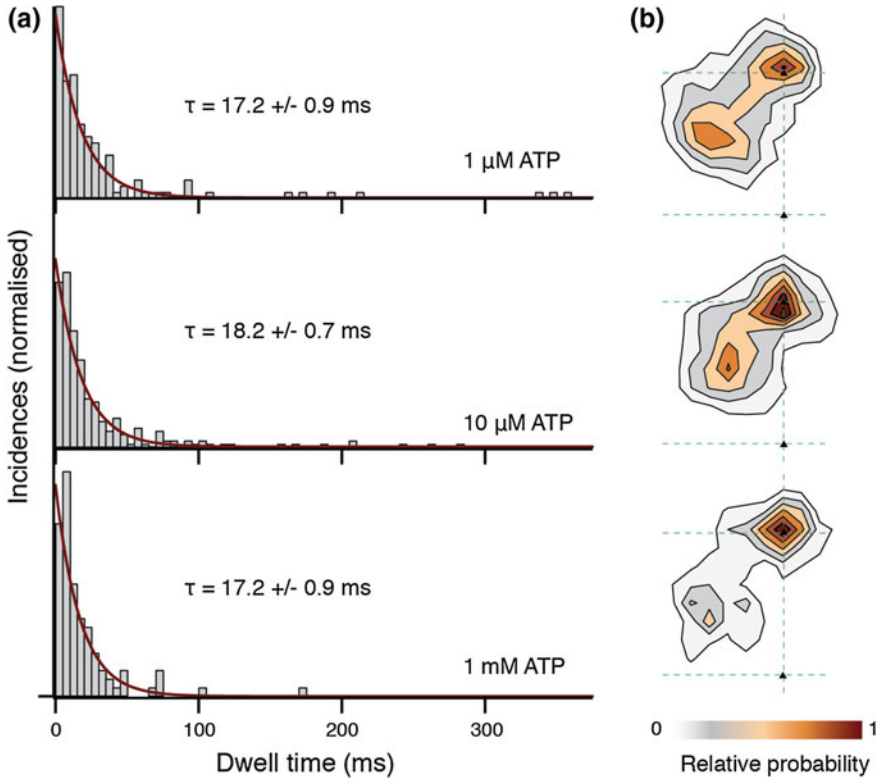 (a)
(b)
τ = 17.2 +/- 0.9 ms
1 µM ATP
τ = 18.2 +/- 0.7 ms
10 µM ATP
τ = 17.2 +/- 0.9 ms
1 mM ATP
Incidences (normalised)
0 100 200 300
Dwell time (ms)
0 1
Relative probability